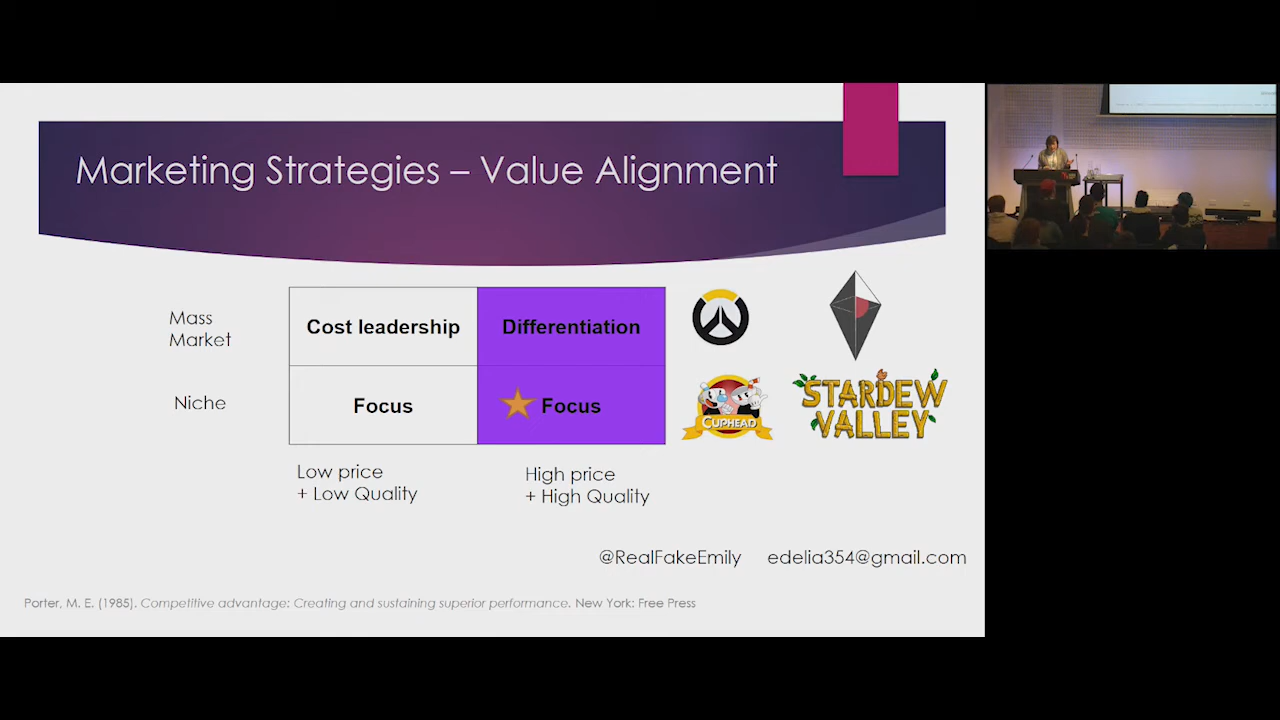 Marketing Strategies – Value Alignment
Mass
Market
Cost leadership
Differentiation
Niche
Focus
Focus
CUPHEAD
STARDEW
VALLEY
Low price
+ Low Quality
High price
+ High Quality
@RealFakeEmily
edelia354@gmail.com
Porter, M. E. (1985). Competitive advantage: Creating and sustaining superior performance. New York: Free Press